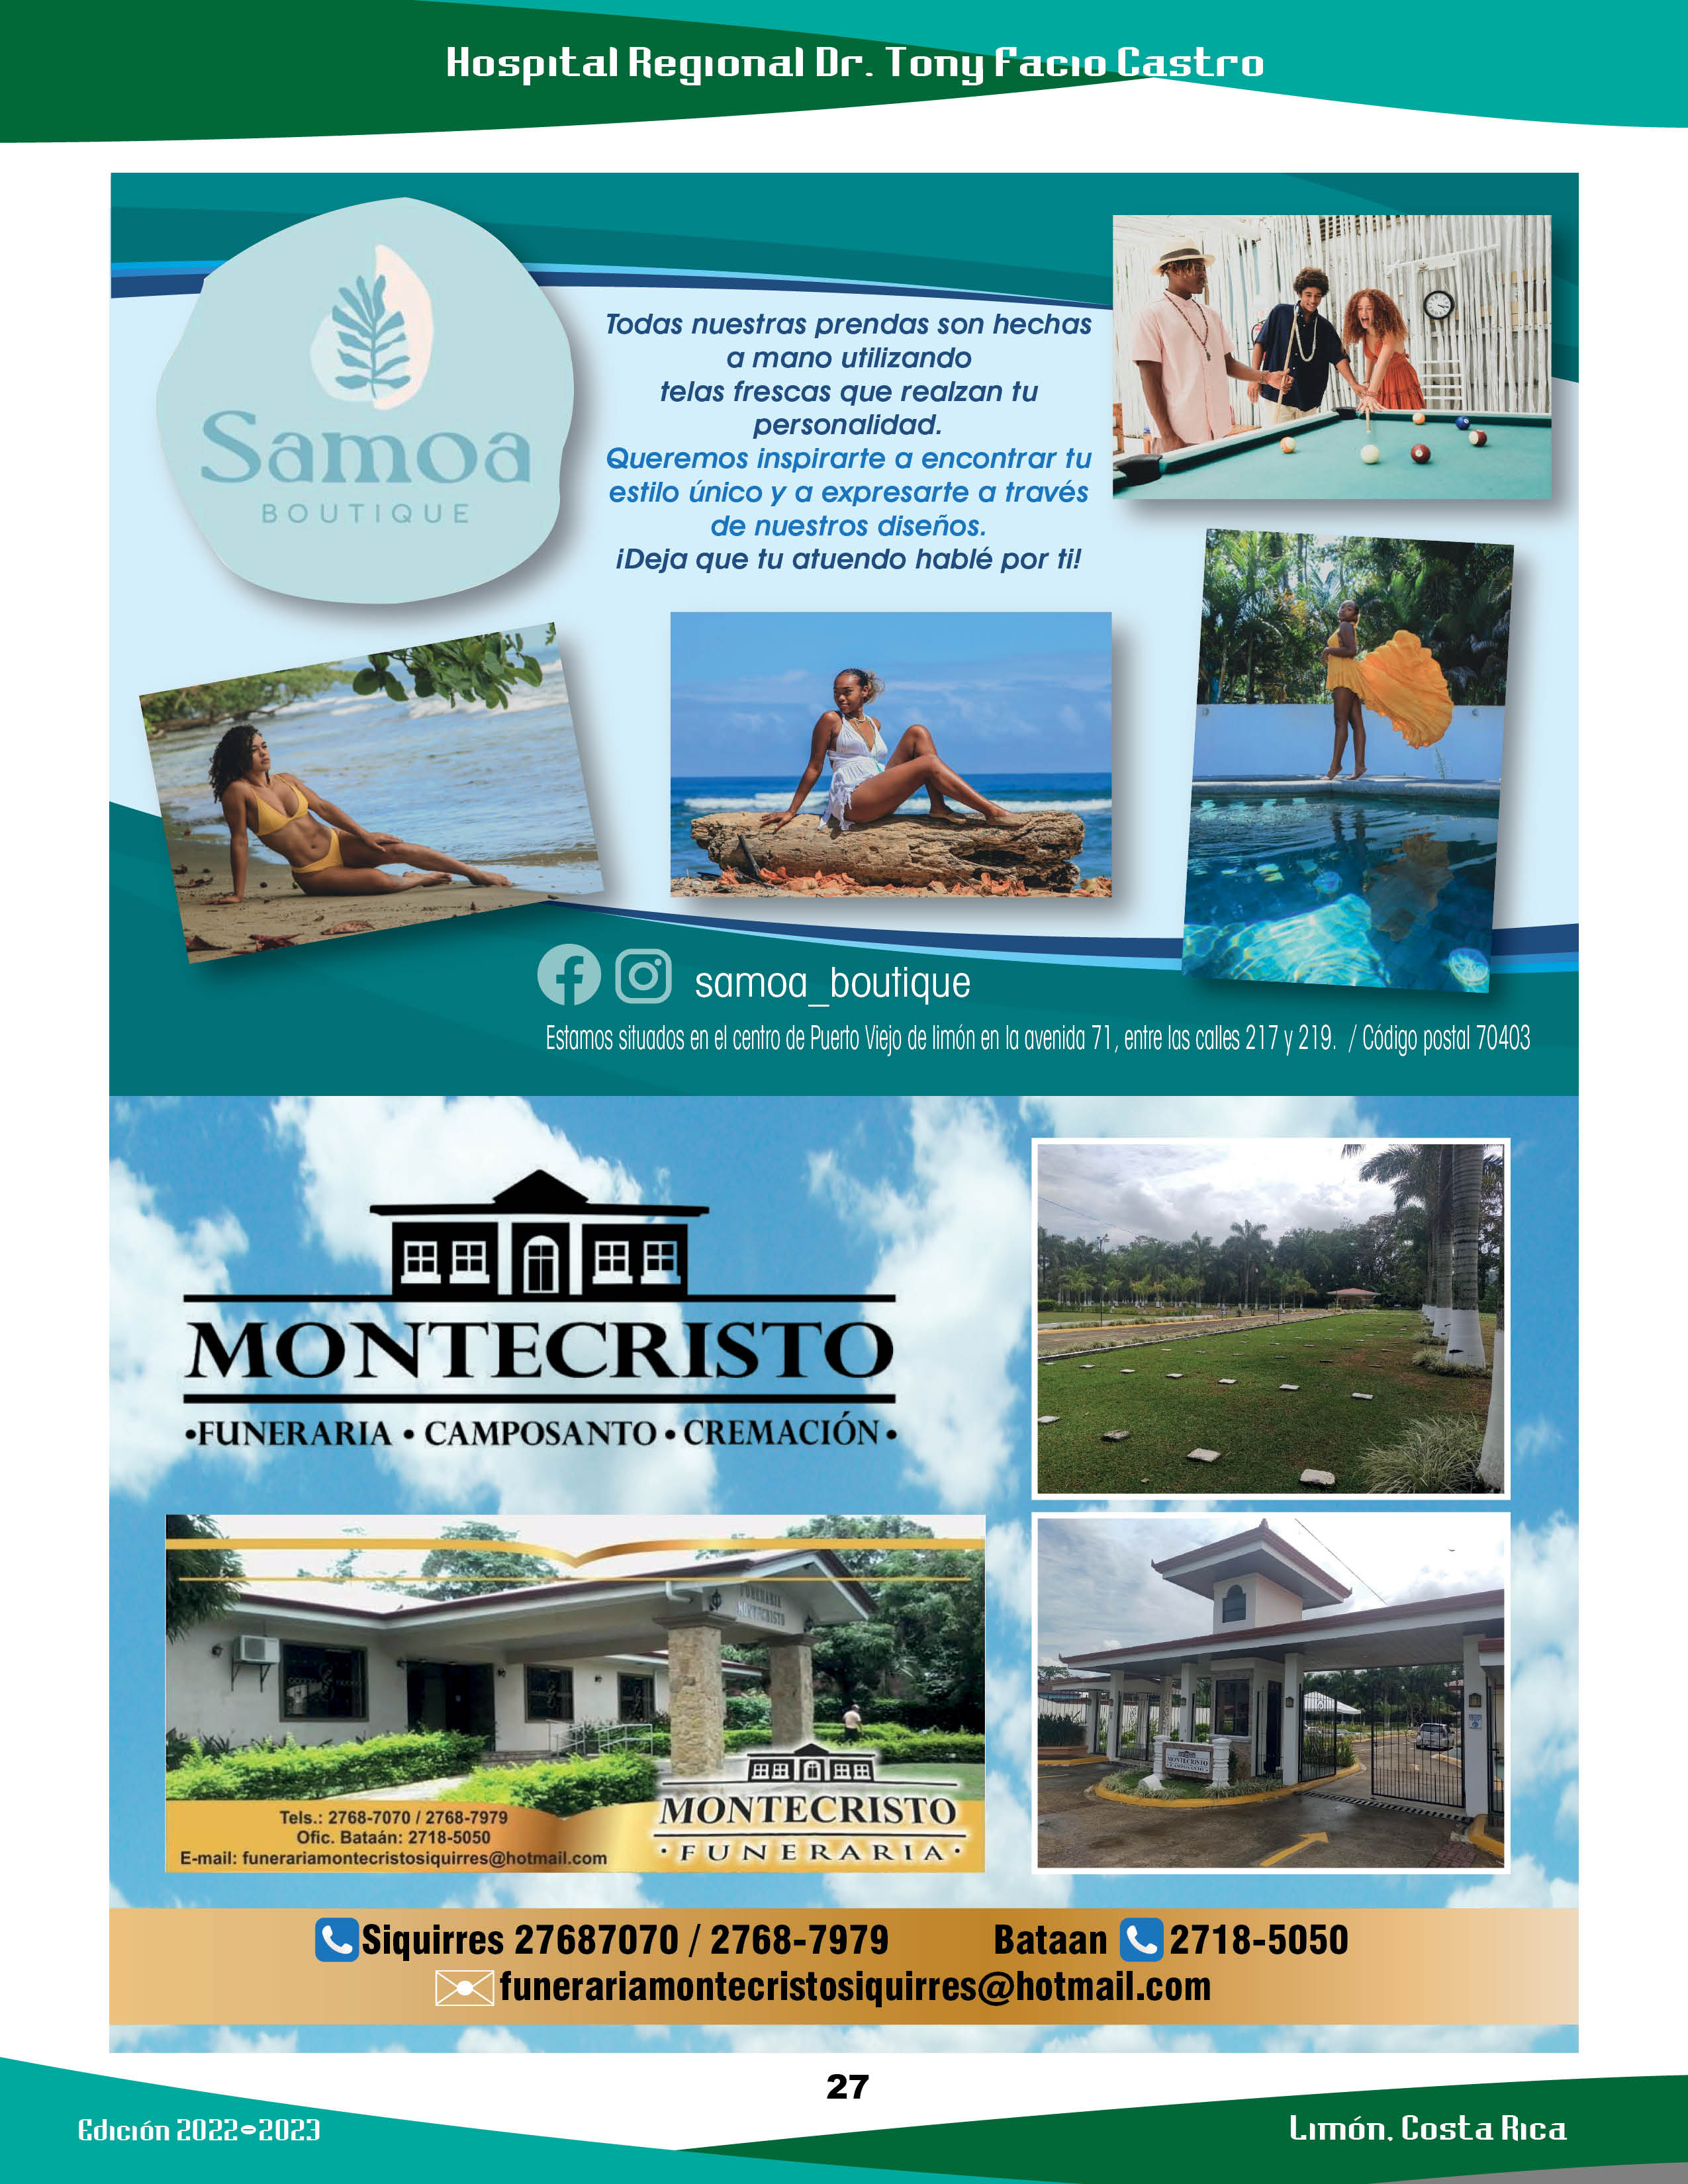 Hospital Regional Dr. Tony Facio Castro
Samoa
BOUTIQUE
Todas nuestras prendas son hechas
a mano utilizando
telas frescas que realzan tu
personalidad.
Queremos inspirarte a encontrar tu
estilo único y a expresarte a través
de nuestros diseños.
¡Deja que tu atuendo hablé por ti!
samoa_boutique
Estamos situados en el centro de Puerto Viejo de limón en la avenida 71, entre las calles 217 y 219. / Código postal 70403
MONTECRISTO
•FUNERARIA • CAMPOSANTO • CREMACIÓN •
FUNERARIA
MONTECRISTO
Tels.: 2768-7070 / 2768-7979
Ofic. Bataán: 2718-5050
E-mail: funerariamontecristosiquirres@hotmail.com
MONTECRISTO
• FUNERARIA •
MONTECRISTO
Siquirres 27687070 / 2768-7979 Bataan 2718-5050
funerariamontecristosiquirres@hotmail.com
27
Edición 2022-2023
Limón, Costa Rica